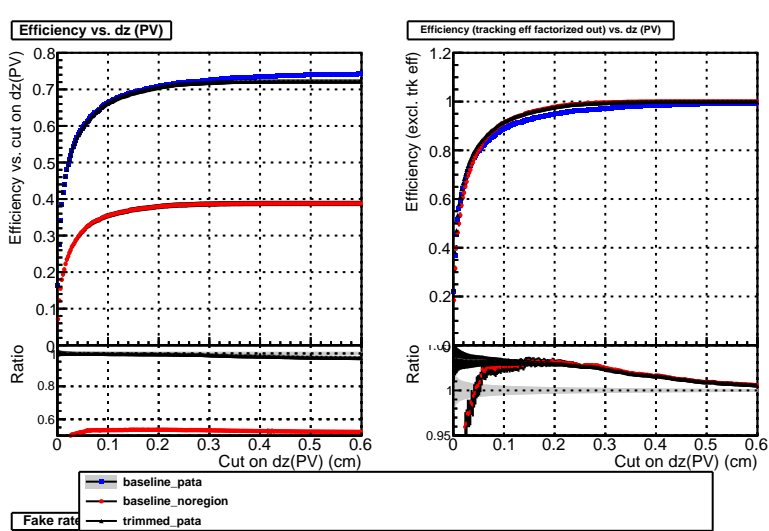 Efficiency vs. dz (PV)
Efficiency vs. cut on dz(PV)
0.8
0.7
0.6
0.5
0.4
0.3
0.2
0.1
0
Ratio
1
0.8
0.6
0 0.1 0.2 0.3 0.4 0.5 0.6
Cut on dz(PV) (cm)
Efficiency (tracking eff factorized out) vs. dz (PV)
Efficiency (excl. trk eff)
1.2
1
0.8
0.6
0.4
0.2
Ratio
1
0.95
0 0.1 0.2 0.3 0.4 0.5 0.6
Cut on dz(PV) (cm)
baseline_pata
baseline_noregion
trimmed_pata
Fake rate